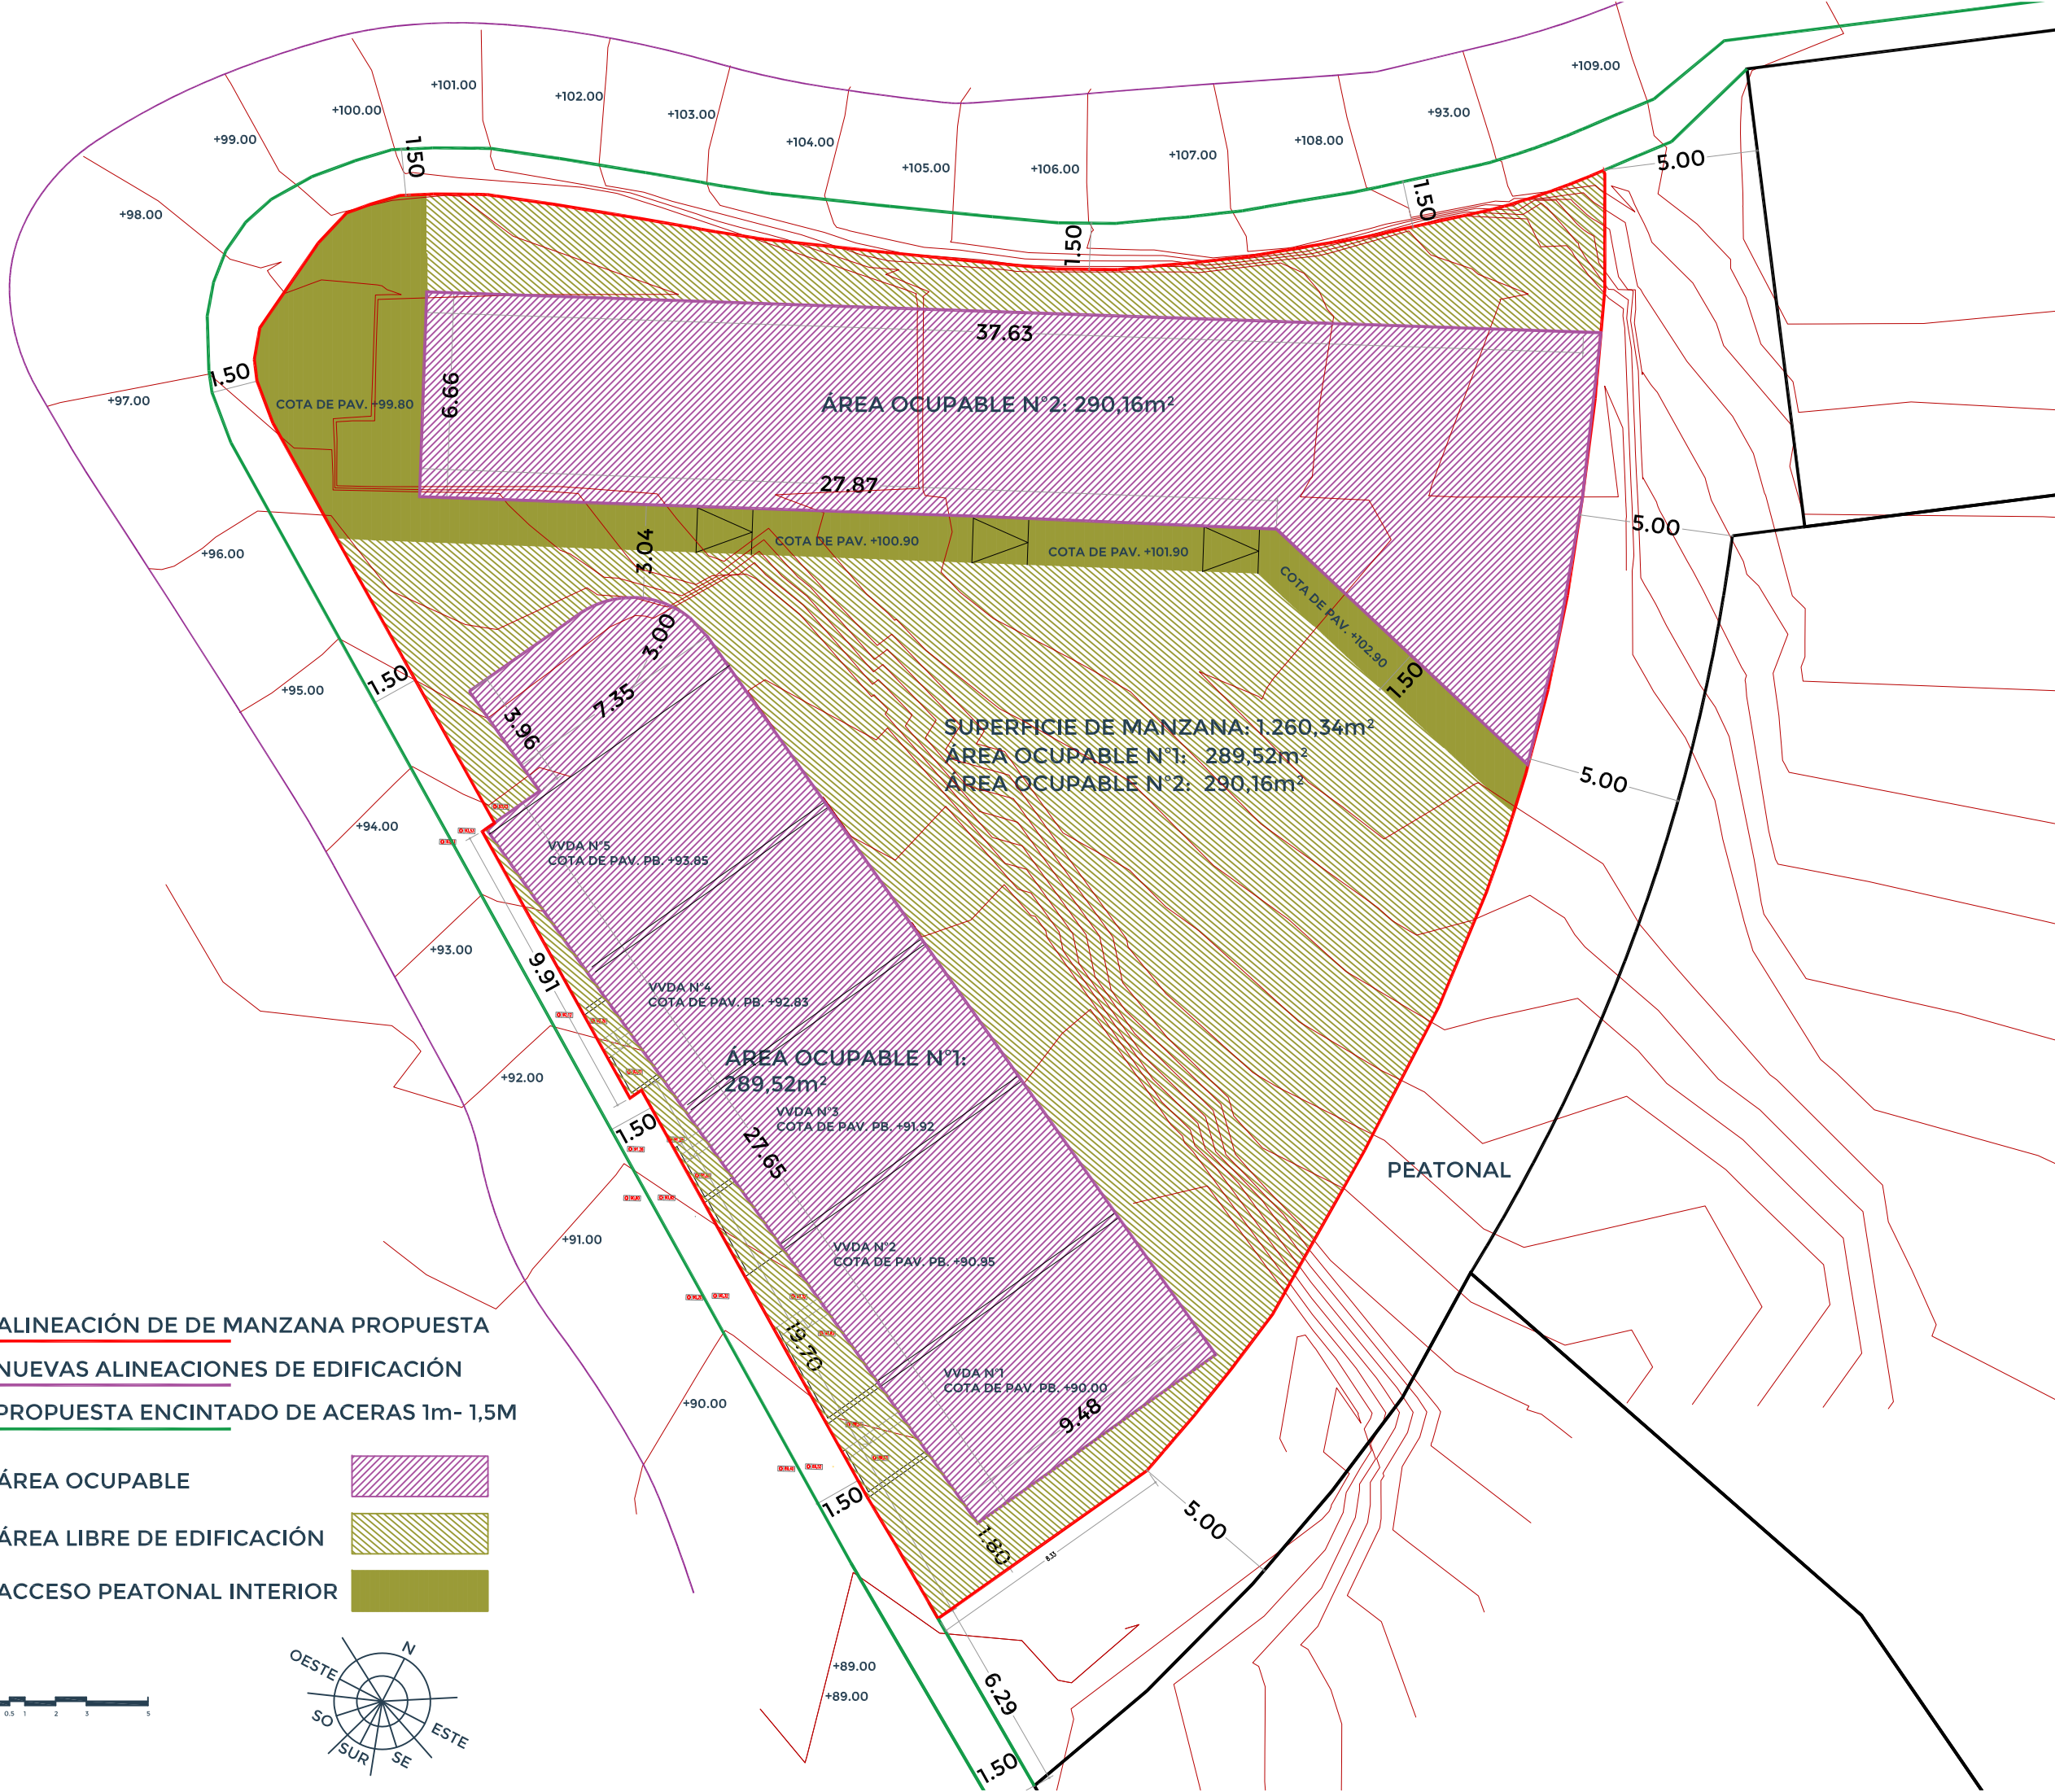 +109.00
+101.00
+102.00
+100.00
+103.00
+93.00
+99.00
+104.00
+108.00
+107.00
+105.00
+106.00
1.50
5.00
1.50
+98.00
1.50
37.63
1.50
+97.00
6.66
COTA DE PAV. +99.80
ÁREA OCUPABLE N°2: 290,16m²
27.87
5.00
+96.00
3.04
COTA DE PAV. +100.90
COTA DE PAV. +101.90
COTA DE PAV. +102.90
3.00
1.50
+95.00
7.35
3.96
1.50
SUPERFICIE DE MANZANA: 1.260,34m²
ÁREA OCUPABLE N°1: 289,52m²
ÁREA OCUPABLE N°2: 290,16m²
5.00
+94.00
VVDA N°5
COTA DE PAV. PB. +93.85
+93.00
9.91
VVDA N°4
COTA DE PAV. PB. +92.83
ÁREA OCUPABLE N°1:
289,52m²
+92.00
VVDA N°3
COTA DE PAV. PB. +91.92
1.50
27.65
PEATONAL
+91.00
VVDA N°2
COTA DE PAV. PB. +90.95
19.70
VVDA N°1
COTA DE PAV. PB. +90.00
+90.00
9.48
ALINEACIÓN DE DE MANZANA PROPUESTA
NUEVAS ALINEACIONES DE EDIFICACIÓN
PROPUESTA ENCINTADO DE ACERAS 1m- 1,5M
ÁREA OCUPABLE
ÁREA LIBRE DE EDIFICACIÓN
ACCESO PEATONAL INTERIOR
1.50
5.00
1.80
8.33
+89.00
+89.00
6.29
1.50
N
OESTE
SO
SUR
SE
ESTE
0.5 1 2 3 5